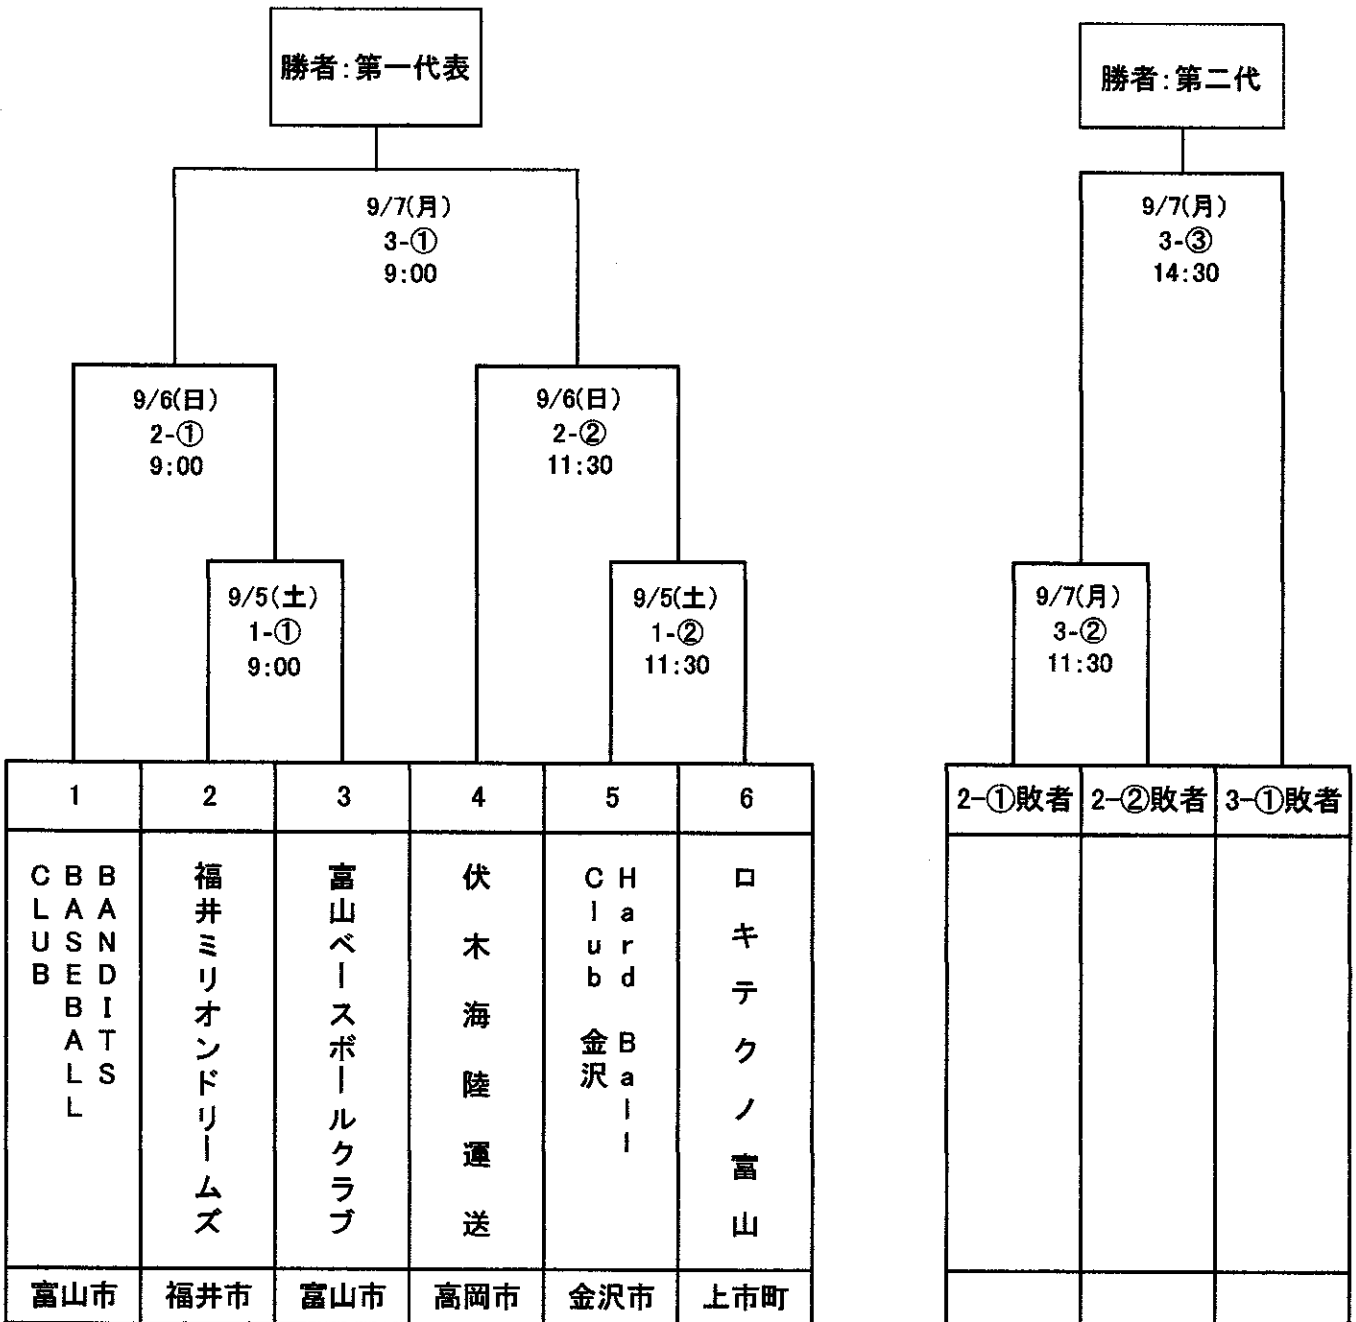 勝者:第一代表
勝者:第二代
9/7(月)
3-①
9:00
9/7(月)
3-③
14:30
9/6(日)
2-①
9:00
9/6(日)
2-②
11:30
9/5(土)
1-①
9:00
9/5(土)
1-②
11:30
9/7(月)
3-②
11:30
1
2
3
4
5
6
2-①敗者
2-②敗者
3-①敗者
BANDITS
BASEBALL
CLUB
福井ミリオンドリームズ
富山ベースボールクラブ
伏木海陸運送
Hard Ball
Club 金沢
ロキテクノ富山
富山市
福井市
富山市
高岡市
金沢市
上市町